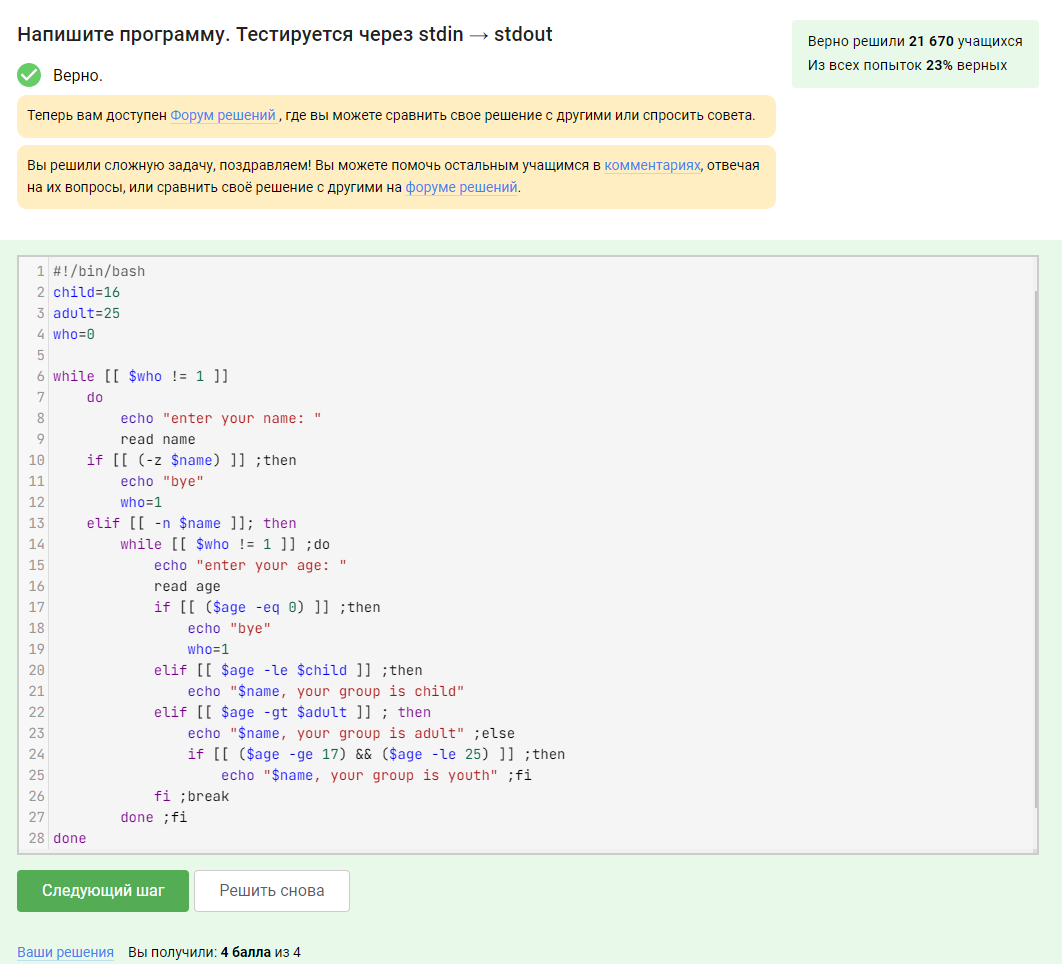 Напишите программу. Тестируется через stdin → stdout
Верно решили 21 670 учащихся
Из всех попыток 23% верных
Верно.
Теперь вам доступен Форум решений , где вы можете сравнить свое решение с другими или спросить совета.
Вы решили сложную задачу, поздравляем! Вы можете помочь остальным учащимся в комментариях, отвечая
на их вопросы, или сравнить своё решение с другими на форуме решений.
1 #!/bin/bash
2 child=16
3 adult=25
4 who=0
5
6 while [[ $who != 1 ]]
7     do
8         echo "enter your name: "
9         read name
10     if [[ (-z $name) ]] ;then
11         echo "bye"
12         who=1
13     elif [[ -n $name ]]; then
14         while [[ $who != 1 ]] ;do
15             echo "enter your age: "
16             read age
17             if [[ ($age -eq 0) ]] ;then
18                 echo "bye"
19                 who=1
20             elif [[ $age -le $child ]] ;then
21                 echo "$name, your group is child"
22             elif [[ $age -gt $adult ]] ; then
23                 echo "$name, your group is adult" ;else
24                 if [[ ($age -ge 17) && ($age -le 25) ]] ;then
25                     echo "$name, your group is youth" ;fi
26             fi ;break
27         done ;fi
28 done
Следующий шаг
Решить снова
Ваши решения Вы получили: 4 балла из 4